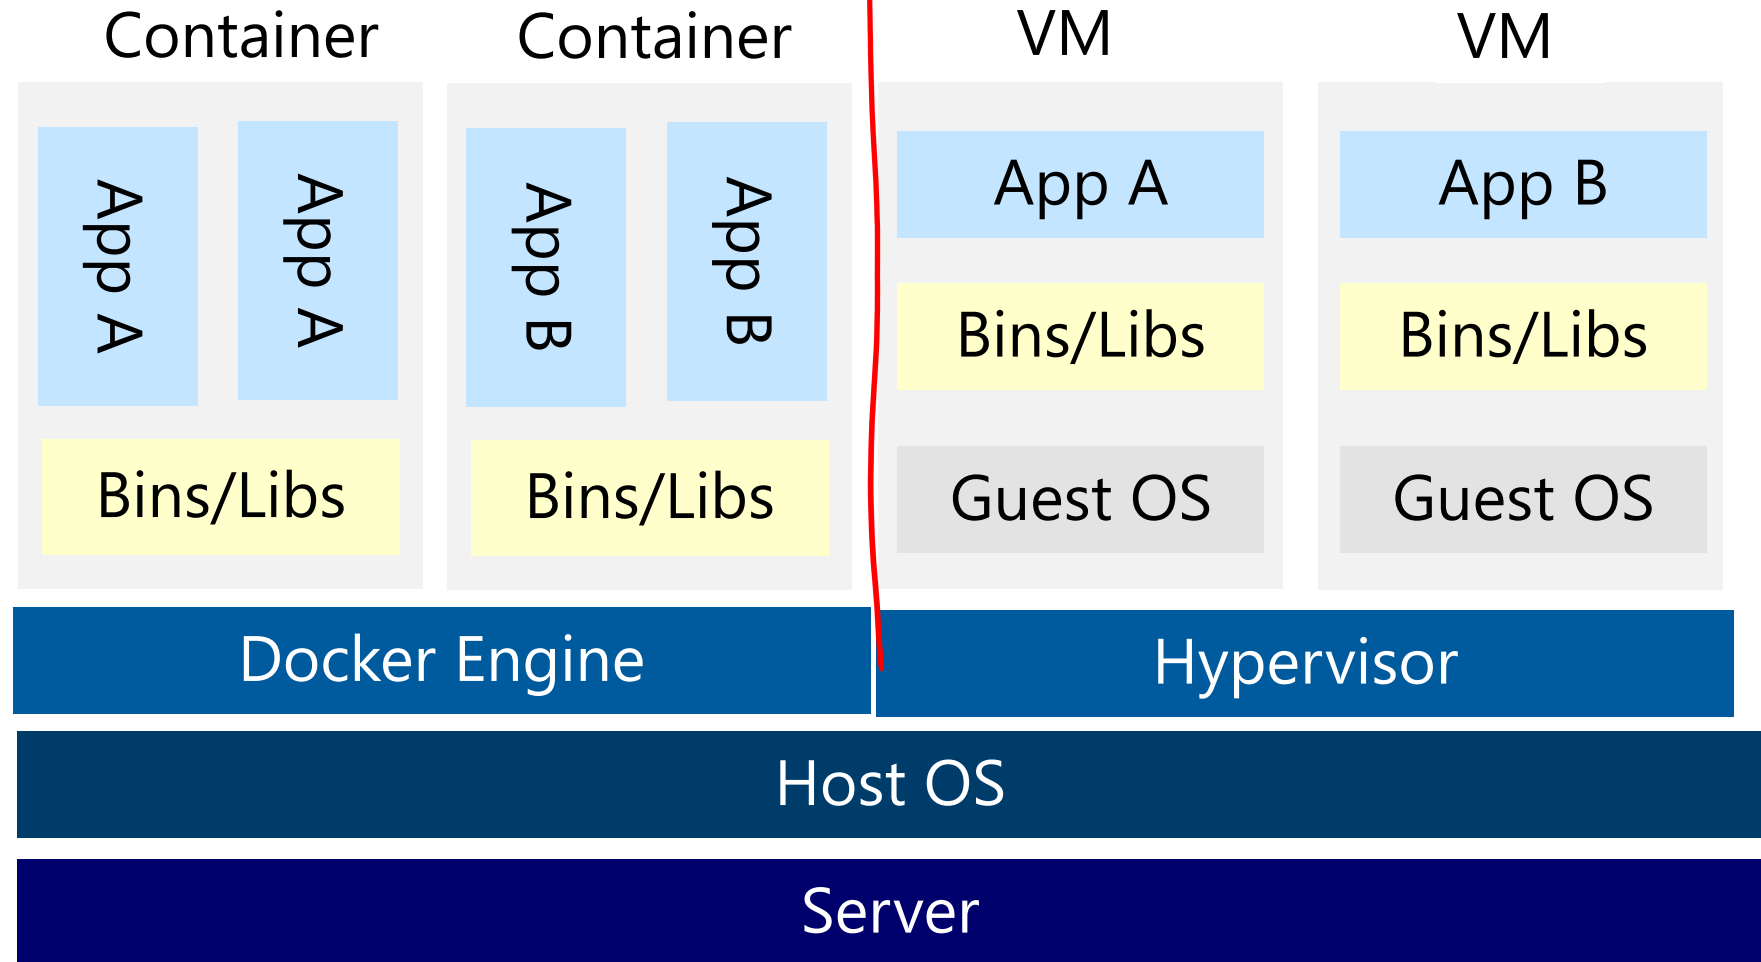 Container
Container
VM
VM
App A
App A
App B
App B
App A
App B
Bins/Libs
Bins/Libs
Bins/Libs
Bins/Libs
Guest OS
Guest OS
Docker Engine
Hypervisor
Host OS
Server